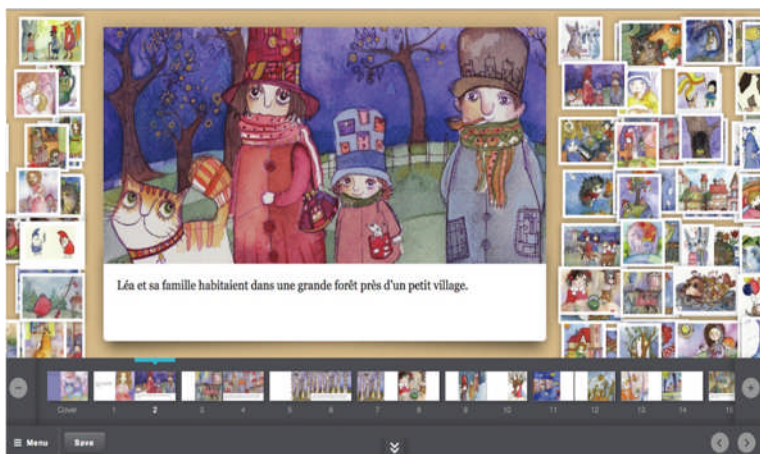 Léa et sa famille habitaient dans une grande forêt près d'un petit village.
Cover 1 2 3 4 5 6 7 8 9 10 11 12 13 14 15
Menu Save